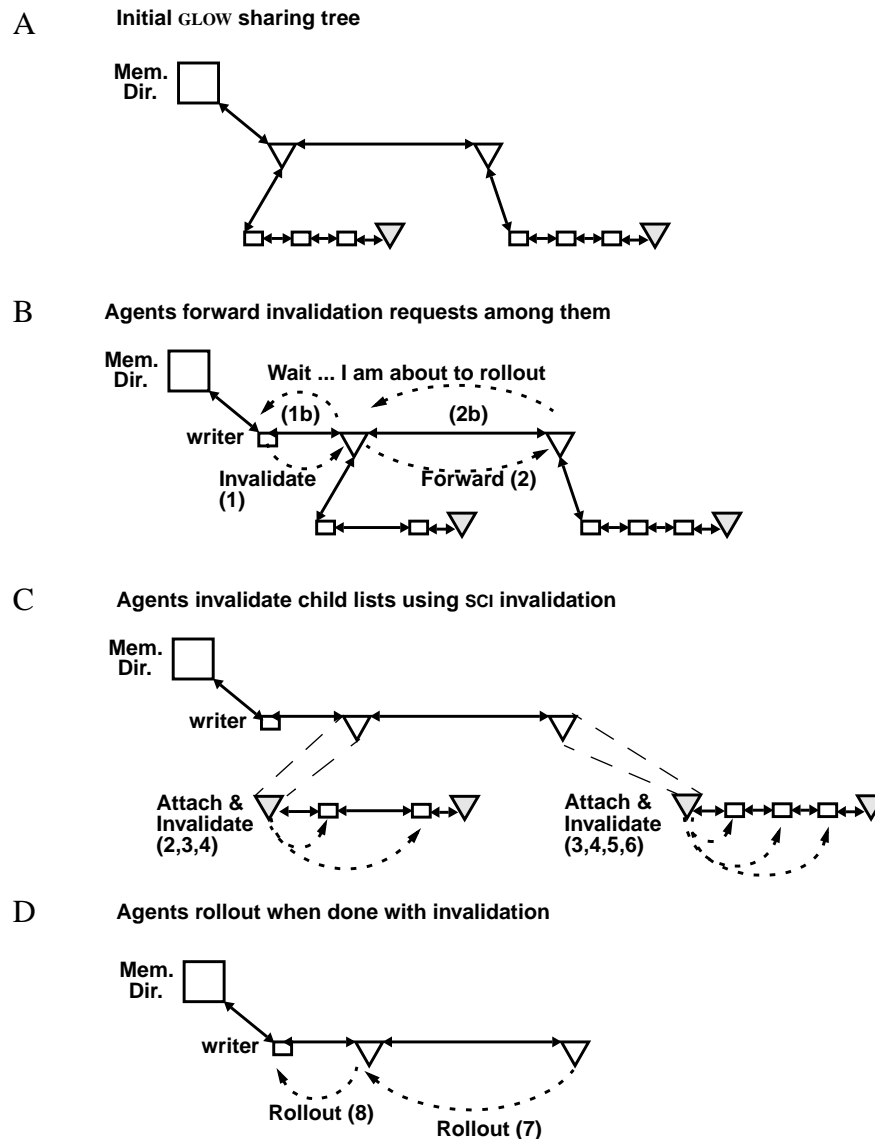 A Initial GLOW sharing tree
Mem.
Dir.
B Agents forward invalidation requests among them
Mem.
Dir.
Wait ... I am about to rollout
(1b) (2b)
writer
Invalidate
(1)
Forward (2)
C Agents invalidate child lists using SCI invalidation
Mem.
Dir.
writer
Attach &
Invalidate
(2,3,4)
Attach &
Invalidate
(3,4,5,6)
D Agents rollout when done with invalidation
Mem.
Dir.
writer
Rollout (8)
Rollout (7)